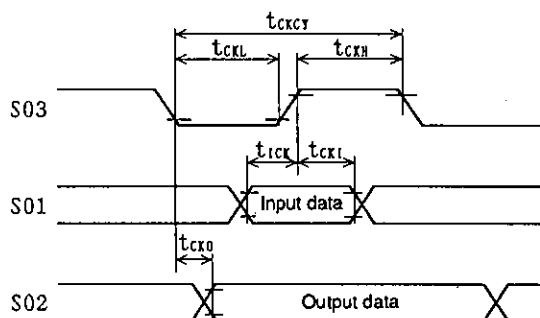 tCKCY
tCKL
tCKH
S03
tICK
tCKI
S01
Input data
tCKO
S02
Output data